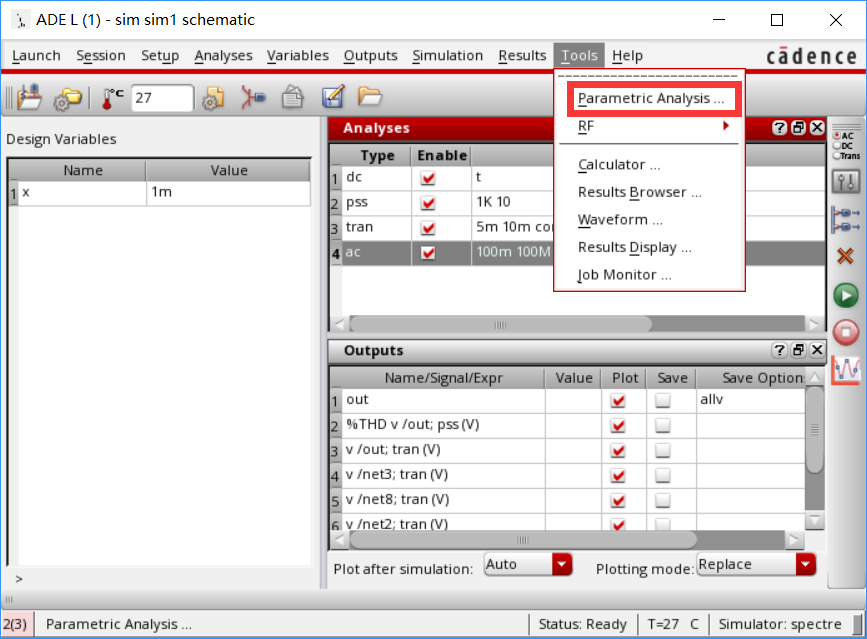 ADE L (1) - sim sim1 schematic
Launch Session Setup Analyses Variables Outputs Simulation Results Tools Help cādence
°C 27
Parametric Analysis ...
RF
Calculator ...
Results Browser ...
Waveform ...
Results Display ...
Job Monitor ...
Design Variables
Name Value
1 x 1m
Analyses
Type Enable
1 dc t
2 pss 1K 10
3 tran 5m 10m con
4 ac 100m 100M
AC
DC
Trans
Outputs
Name/Signal/Expr Value Plot Save Save Option
1 out allv
2 %THD v /out; pss (V)
3 v /out; tran (V)
4 v /net3; tran (V)
5 v /net8; tran (V)
6 v /net2; tran (V)
Plot after simulation: Auto Plotting mode: Replace
>
2(3) Parametric Analysis ... Status: Ready T=27 C Simulator: spectre